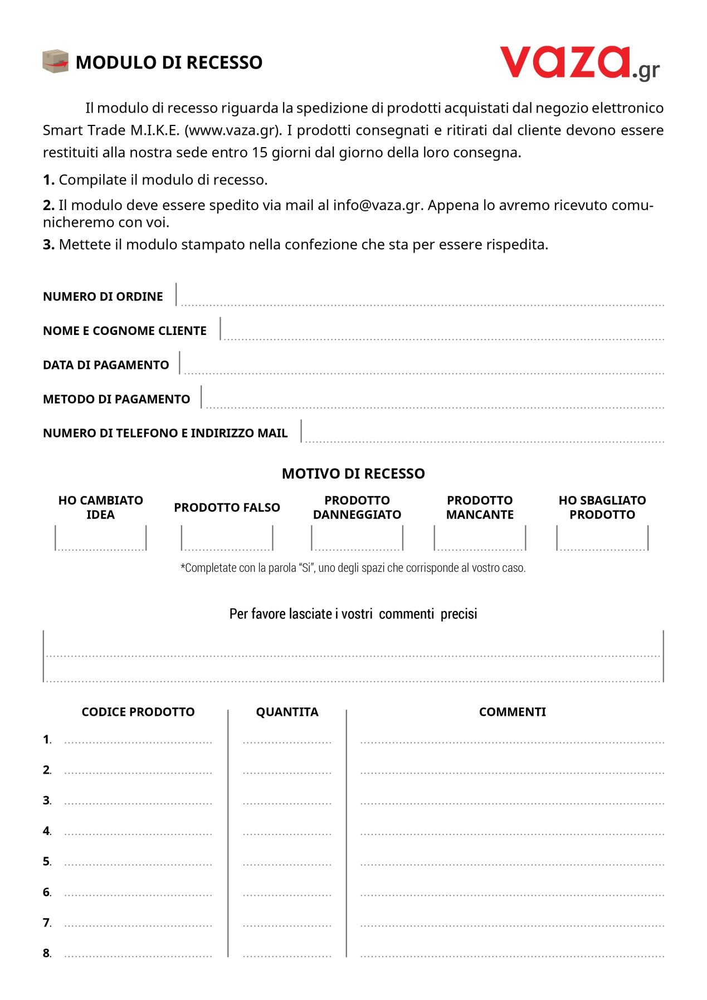 MODULO DI RECESSO
vaza.gr
Il modulo di recesso riguarda la spedizione di prodotti acquistati dal negozio elettronico
Smart Trade M.I.K.E. (www.vaza.gr). I prodotti consegnati e ritirati dal cliente devono essere
restituiti alla nostra sede entro 15 giorni dal giorno della loro consegna.
1. Compilate il modulo di recesso.
2. Il modulo deve essere spedito via mail al info@vaza.gr. Appena lo avremo ricevuto comu-
nicheremo con voi.
3. Mettete il modulo stampato nella confezione che sta per essere rispedita.
NUMERO DI ORDINE
NOME E COGNOME CLIENTE
DATA DI PAGAMENTO
METODO DI PAGAMENTO
NUMERO DI TELEFONO E INDIRIZZO MAIL
MOTIVO DI RECESSO
HO CAMBIATO
IDEA
PRODOTTO FALSO
PRODOTTO
DANNEGGIATO
PRODOTTO
MANCANTE
HO SBAGLIATO
PRODOTTO
*Completate con la parola “Si”, uno degli spazi che corrisponde al vostro caso.
Per favore lasciate i vostri commenti precisi
CODICE PRODOTTO QUANTITA COMMENTI
1.
2.
3.
4.
5.
6.
7.
8.